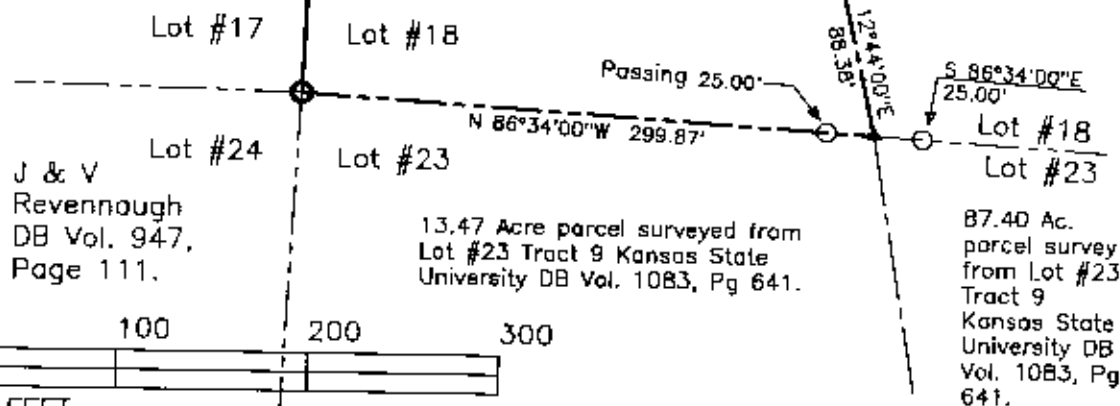 Lot #17
Lot #18
12°44'00"E
88.38'
Passing 25.00'
S 86°34'00"E
25.00'
N 86°34'00"W 299.87'
Lot #18
Lot #23
Lot #24
Lot #23
J & V
Revennaugh
DB Vol. 947,
Page 111.
13.47 Acre parcel surveyed from
Lot #23 Tract 9 Kansas State
University DB Vol. 1083, Pg 641.
87.40 Ac.
parcel survey
from Lot #23
Tract 9
Kansas State
University DB
Vol. 1083, Pg
641.
100
200
300
FEET